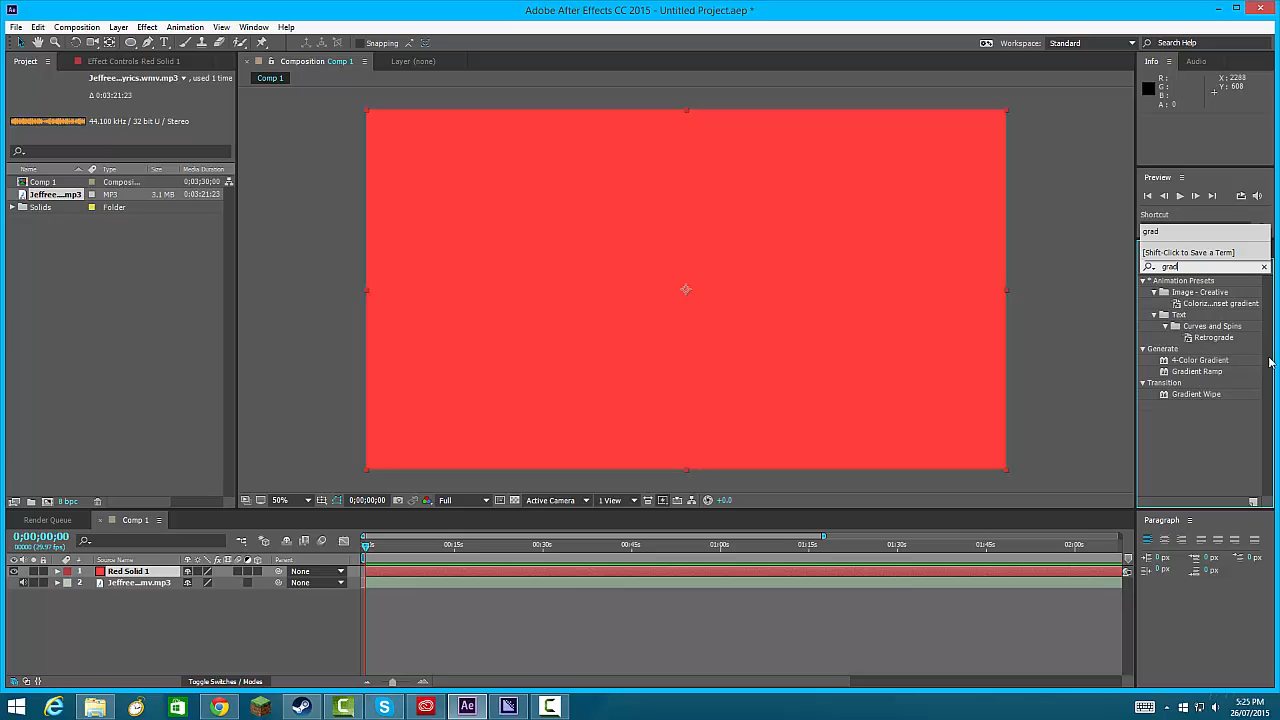 Adobe After Effects CC 2015 - Untitled Project.aep *
File Edit Composition Layer Effect Animation View Window Help
Snapping
Workspace: Standard
Search Help
Project
Effect Controls Red Solid 1
Composition Comp 1
Layer (none)
Info
Audio
Comp 1
Jeffree...yrics.wmv.mp3 ▼, used 1 time
Δ 0:03:21:23
44.100 kHz / 32 bit U / Stereo
R :
G :
B :
A : 0
X : 2288
Y : 608
Name Type Size Media Duration
Comp 1 Composi... 0;03;30;00
Jeffree....mp3 MP3 3.1 MB 0:03:21:23
Solids Folder
Preview
Shortcut
grad
[Shift-Click to Save a Term]
grad
* Animation Presets
Image - Creative
Coloriz...nset gradient
Text
Curves and Spins
Retrograde
Generate
4-Color Gradient
Gradient Ramp
Transition
Gradient Wipe
8 bpc
50%
0;00;00;00
Full
Active Camera
1 View
+0.0
Render Queue
Comp 1
Paragraph
0;00;00;00
00000 (29.97 fps)
00:15s 00:30s 00:45s 01:00s 01:15s 01:30s 01:45s 02:00s
# Source Name Parent
1 Red Solid 1 None
2 Jeffree...mv.mp3 None
0 px 0 px 0 px
0 px 0 px
Toggle Switches / Modes
5:25 PM
26/07/2015